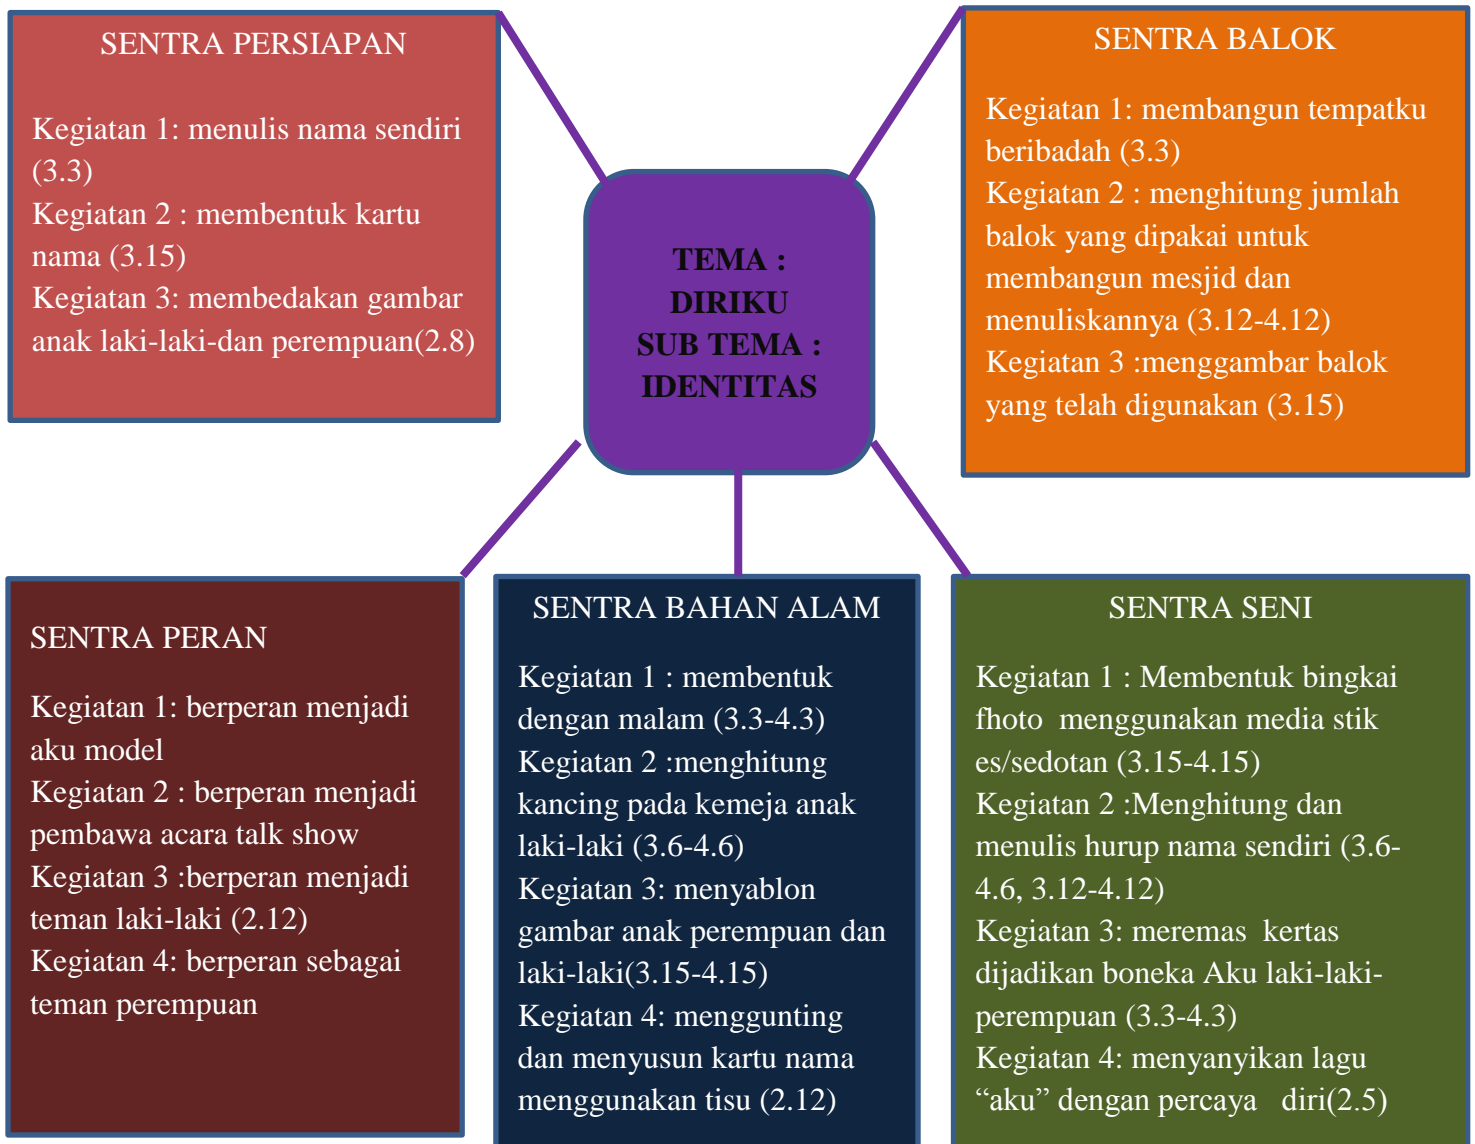 SENTRA PERSIAPAN
Kegiatan 1: menulis nama sendiri
(3.3)
Kegiatan 2 : membentuk kartu
nama (3.15)
Kegiatan 3: membedakan gambar
anak laki-laki-dan perempuan(2.8)
SENTRA BALOK
Kegiatan 1: membangun tempatku
beribadah (3.3)
Kegiatan 2 : menghitung jumlah
balok yang dipakai untuk
membangun mesjid dan
menuliskannya (3.12-4.12)
Kegiatan 3 :menggambar balok
yang telah digunakan (3.15)
TEMA :
DIRIKU
SUB TEMA :
IDENTITAS
SENTRA PERAN
Kegiatan 1: berperan menjadi
aku model
Kegiatan 2 : berperan menjadi
pembawa acara talk show
Kegiatan 3 :berperan menjadi
teman laki-laki (2.12)
Kegiatan 4: berperan sebagai
teman perempuan
SENTRA BAHAN ALAM
Kegiatan 1 : membentuk
dengan malam (3.3-4.3)
Kegiatan 2 :menghitung
kancing pada kemeja anak
laki-laki (3.6-4.6)
Kegiatan 3: menyablon
gambar anak perempuan dan
laki-laki(3.15-4.15)
Kegiatan 4: menggunting
dan menyusun kartu nama
menggunakan tisu (2.12)
SENTRA SENI
Kegiatan 1 : Membentuk bingkai
fhoto menggunakan media stik
es/sedotan (3.15-4.15)
Kegiatan 2 :Menghitung dan
menulis hurup nama sendiri (3.6-
4.6, 3.12-4.12)
Kegiatan 3: meremas kertas
dijadikan boneka Aku laki-laki-
perempuan (3.3-4.3)
Kegiatan 4: menyanyikan lagu
“aku” dengan percaya diri(2.5)